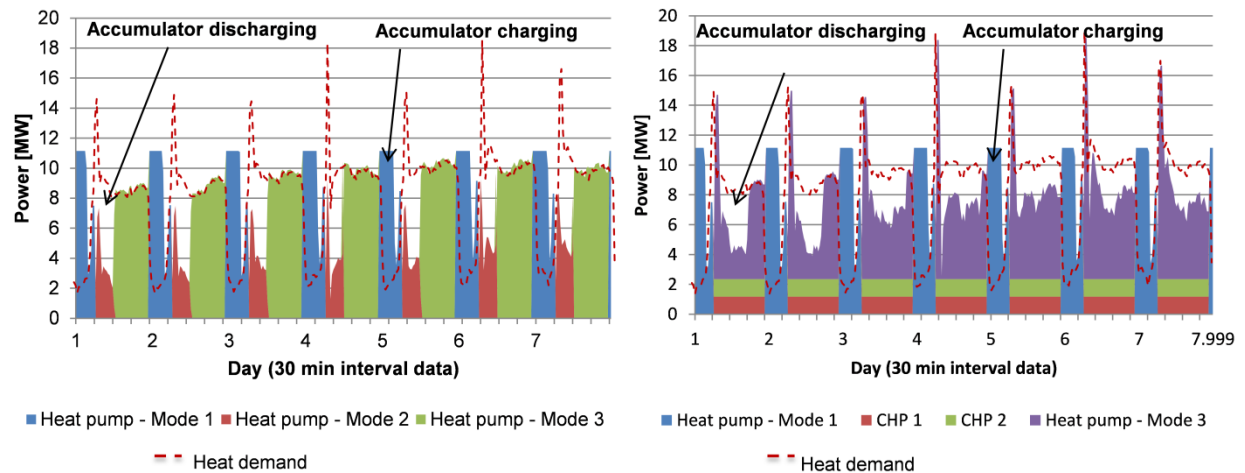 Accumulator discharging
Accumulator charging
Power [MW]
20
18
16
14
12
10
8
6
4
2
0
1 2 3 4 5 6 7
Day (30 min interval data)
Heat pump - Mode 1 Heat pump - Mode 2 Heat pump - Mode 3
Heat demand
Accumulator discharging
Accumulator charging
Power [MW]
20
18
16
14
12
10
8
6
4
2
0
1 2 3 4 5 6 7 7.999
Day (30 min interval data)
Heat pump - Mode 1 CHP 1 CHP 2 Heat pump - Mode 3
Heat demand